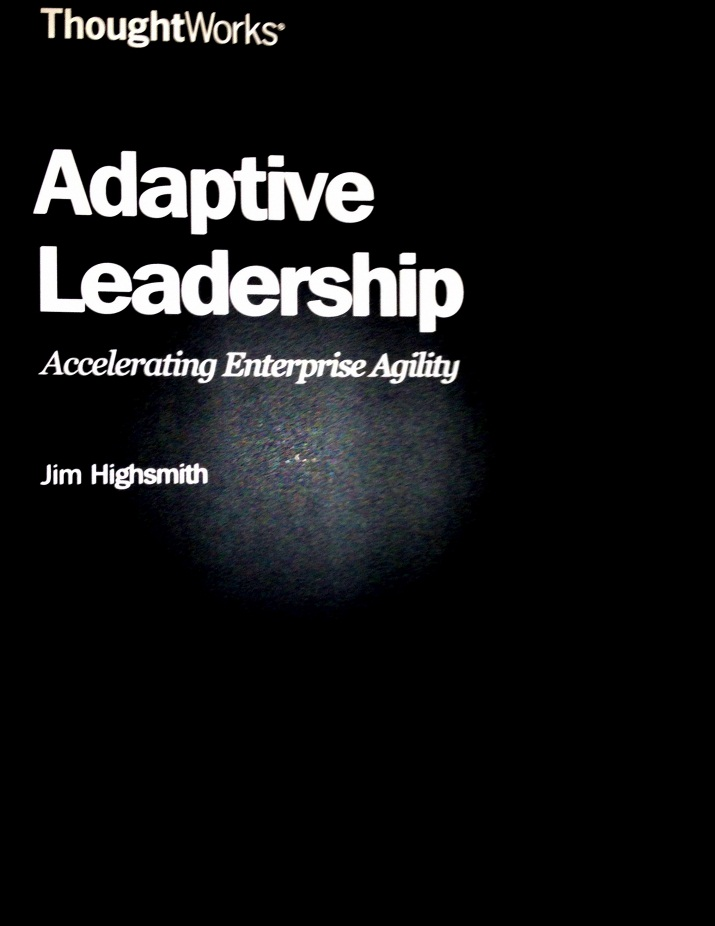 ThoughtWorks®
Adaptive
Leadership
Accelerating Enterprise Agility
Jim Highsmith